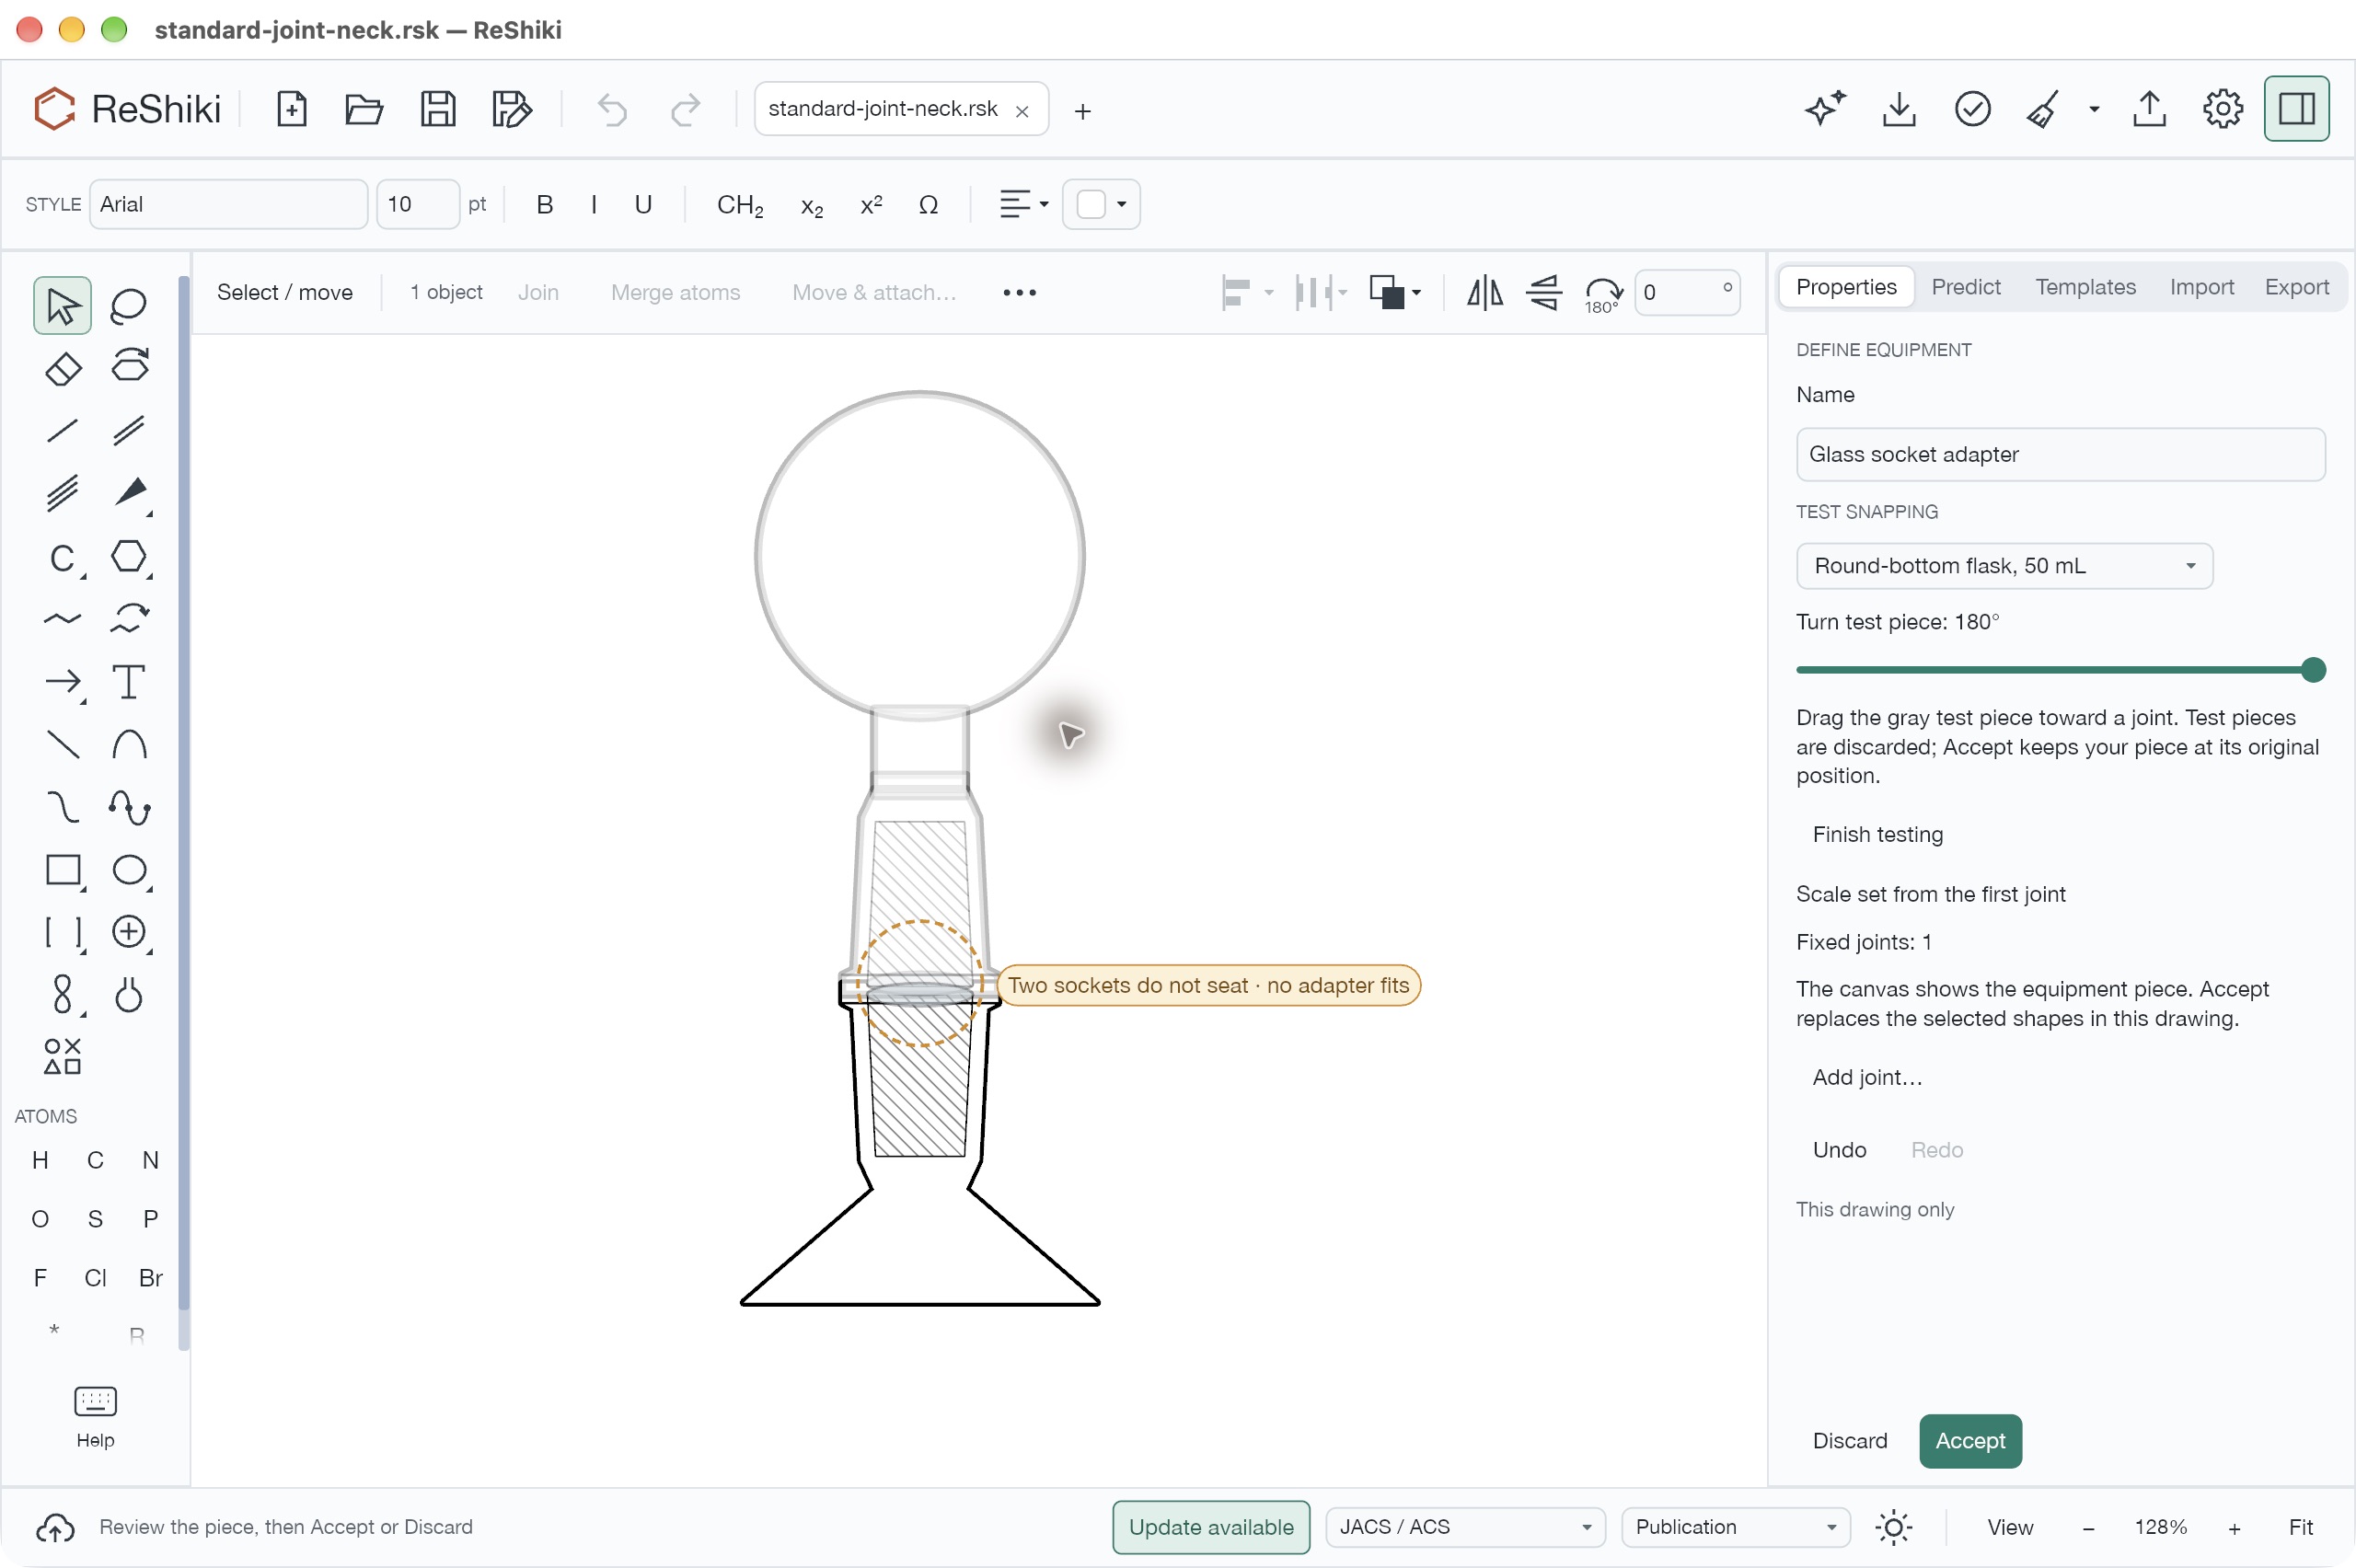 standard-joint-neck.rsk — ReShiki
ReShiki
standard-joint-neck.rsk × +
STYLE Arial 10 pt B I U CH₂ x₂ x² Ω
Select / move 1 object Join Merge atoms Move & attach… ••• 180° 0 °
C
T
ATOMS
H C N
O S P
F Cl Br
* R
Help
Two sockets do not seat · no adapter fits
Properties Predict Templates Import Export
DEFINE EQUIPMENT
Name
Glass socket adapter
TEST SNAPPING
Round-bottom flask, 50 mL
Turn test piece: 180°
Drag the gray test piece toward a joint. Test pieces
are discarded; Accept keeps your piece at its original
position.
Finish testing
Scale set from the first joint
Fixed joints: 1
The canvas shows the equipment piece. Accept
replaces the selected shapes in this drawing.
Add joint…
Undo Redo
This drawing only
Discard Accept
Review the piece, then Accept or Discard
Update available JACS / ACS Publication View − 128% + Fit